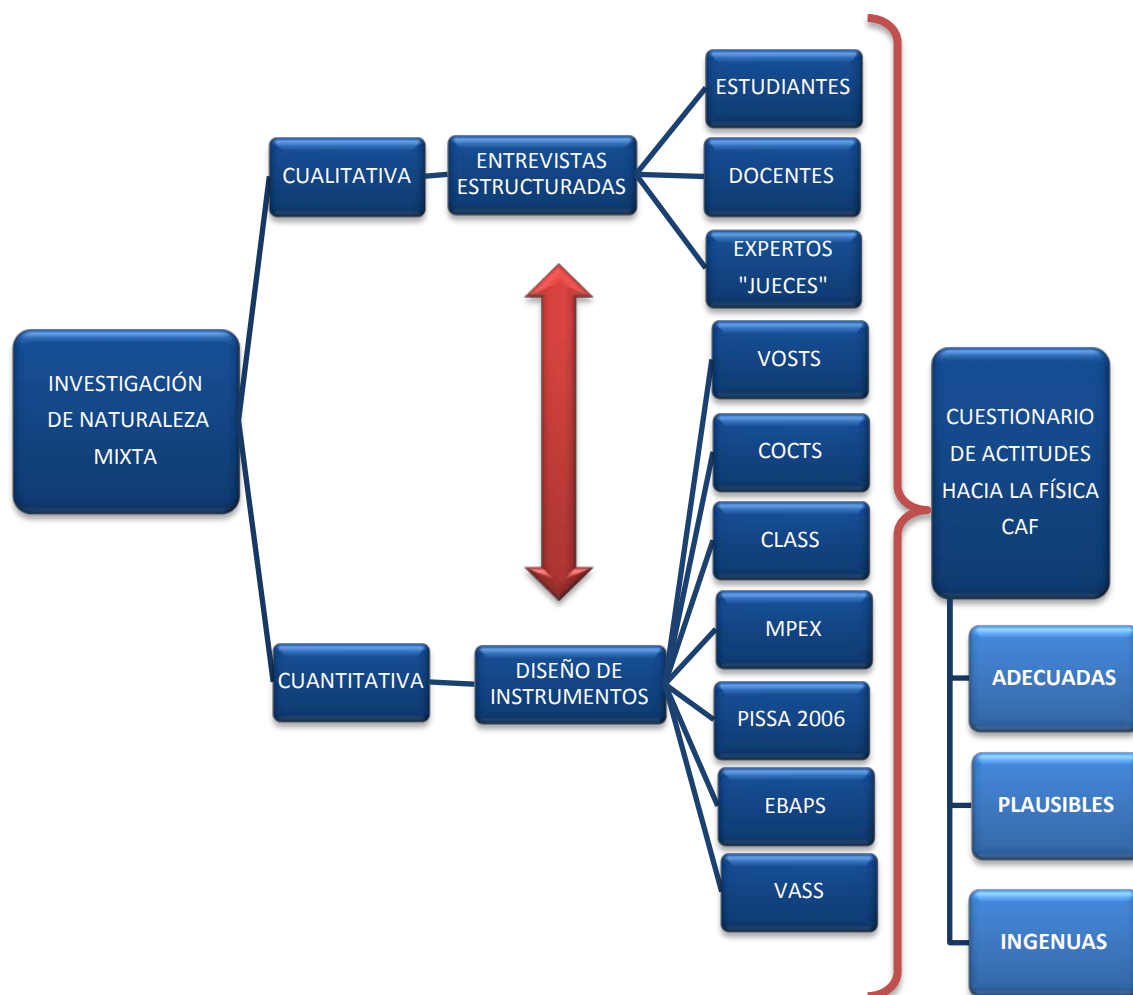 INVESTIGACIÓN
DE NATURALEZA
MIXTA
CUALITATIVA
ENTREVISTAS
ESTRUCTURADAS
ESTUDIANTES
DOCENTES
EXPERTOS
"JUECES"
CUANTITATIVA
DISEÑO DE
INSTRUMENTOS
VOSTS
COCTS
CLASS
MPEX
PISSA 2006
EBAPS
VASS
CUESTIONARIO
DE ACTITUDES
HACIA LA FÍSICA
CAF
ADECUADAS
PLAUSIBLES
INGENUAS